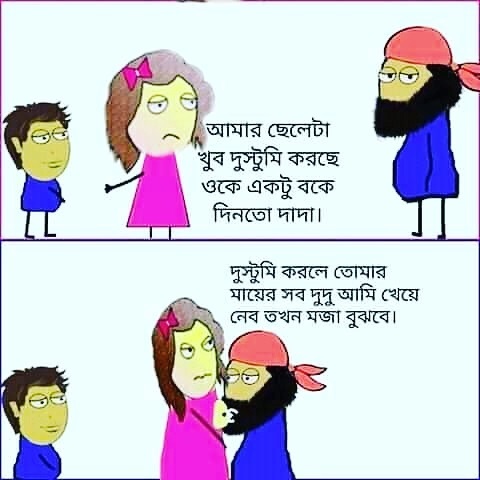 আমার ছেলেটা
খুব দুস্টুমি করছে
ওকে একটু বকে
দিনতো দাদা।
দুস্টুমি করলে তোমার
মায়ের সব দুদু আমি খেয়ে
নেব তখন মজা বুঝবে।